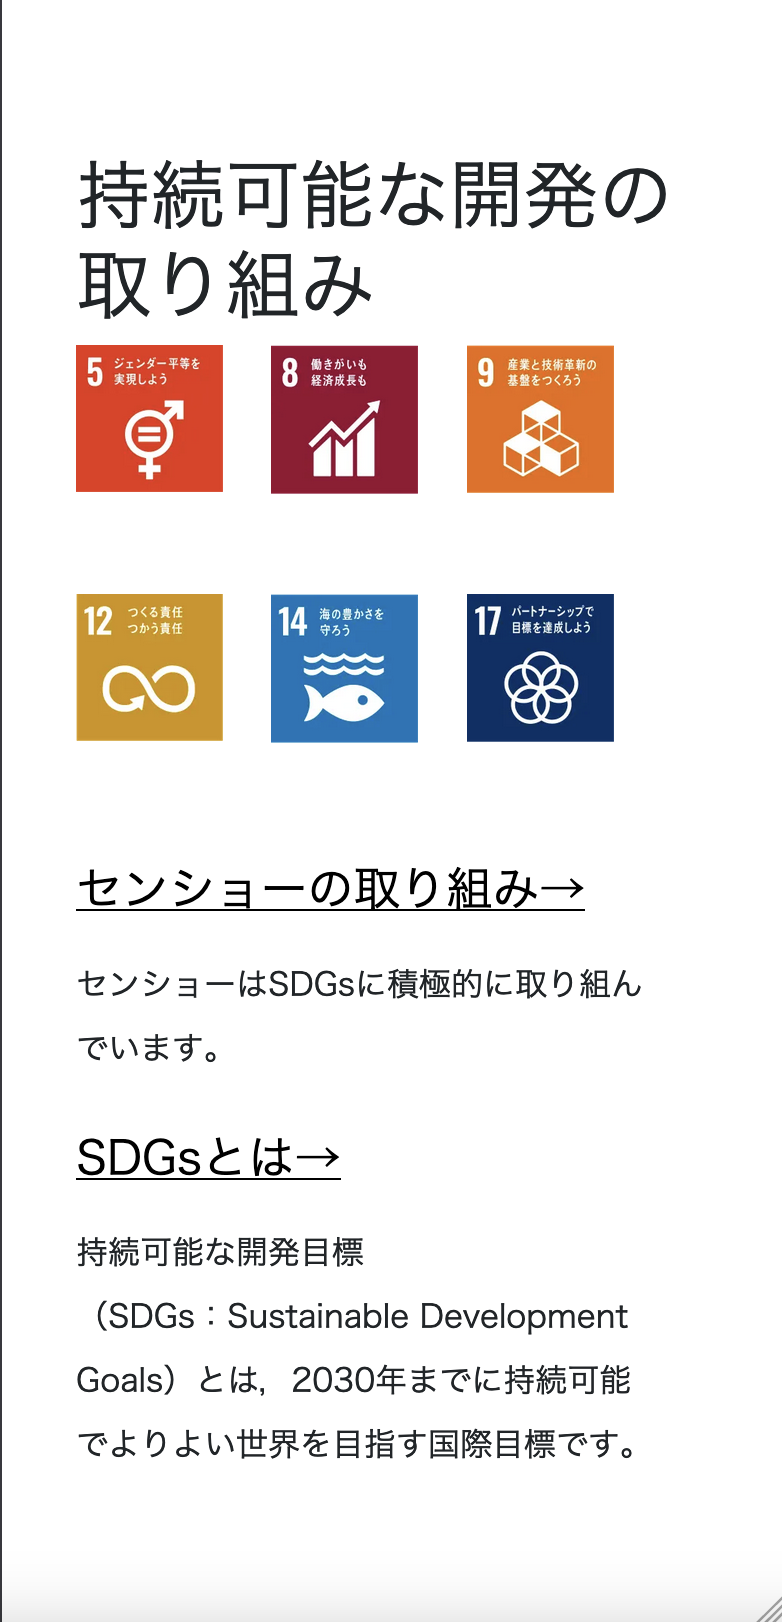 持続可能な開発の
取り組み
5 ジェンダー平等を
実現しよう
8 働きがいも
経済成長も
9 産業と技術革新の
基盤をつくろう
12 つくる責任
つかう責任
14 海の豊かさを
守ろう
17 パートナーシップで
目標を達成しよう
センショーの取り組み→
センショーはSDGsに積極的に取り組ん
でいます。
SDGsとは→
持続可能な開発目標
（SDGs：Sustainable Development
Goals）とは，2030年までに持続可能
でよりよい世界を目指す国際目標です。